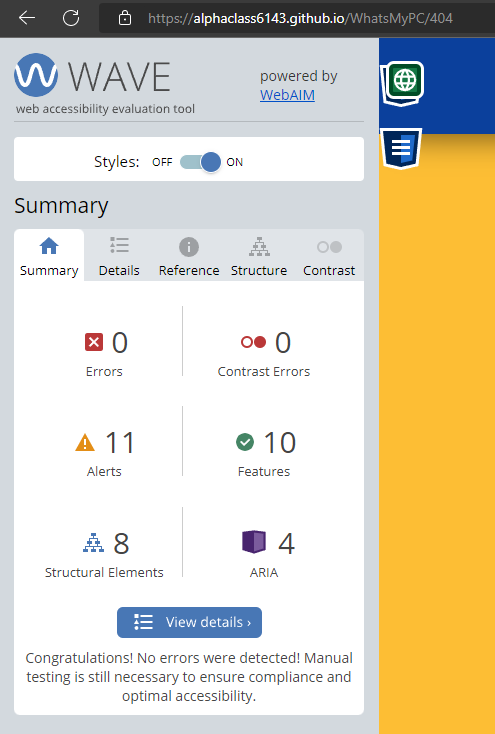 https://alphaclass6143.github.io/WhatsMyPC/404
WAVE
web accessibility evaluation tool
powered by
WebAIM
Styles: OFF ON
Summary
Summary Details Reference Structure Contrast
0 0
Errors Contrast Errors
11 10
Alerts Features
8 4
Structural Elements ARIA
View details ›
Congratulations! No errors were detected! Manual
testing is still necessary to ensure compliance and
optimal accessibility.